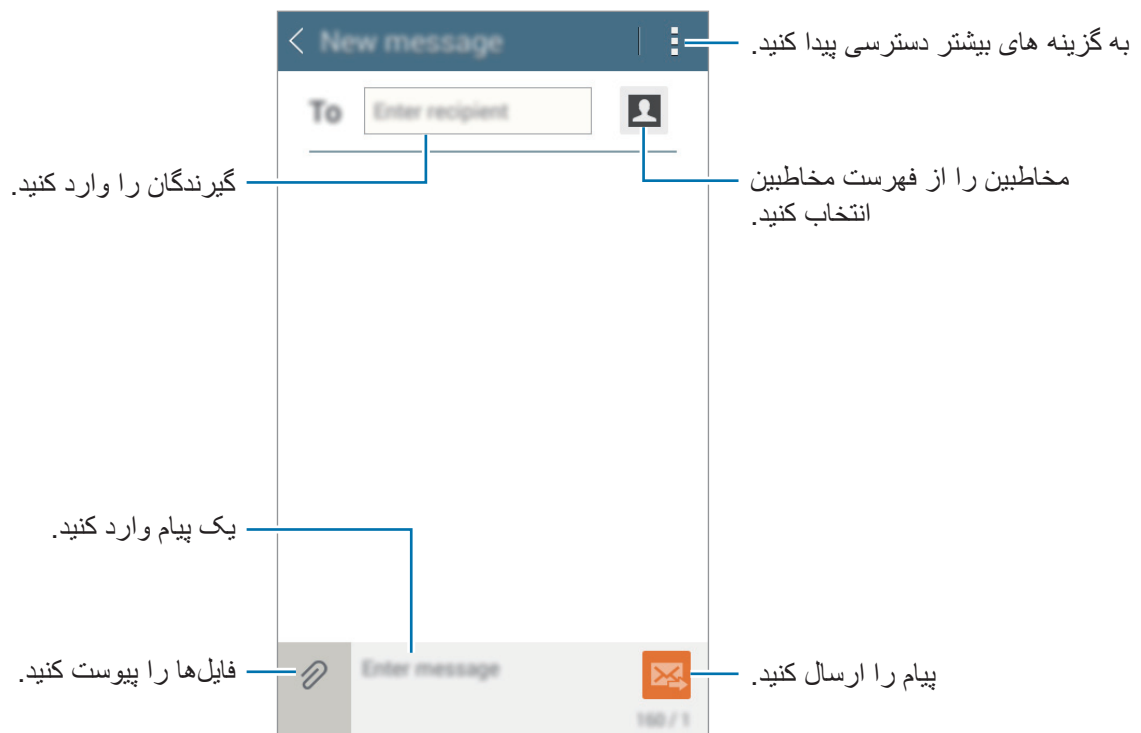 New message
به گزینه های بیشتر دسترسی پیدا کنید.
To
Enter recipient
گیرندگان را وارد کنید.
مخاطبین را از فهرست مخاطبین
انتخاب کنید.
یک پیام وارد کنید.
فایل‌ها را پیوست کنید.
Enter message
پیام را ارسال کنید.
160 / 1